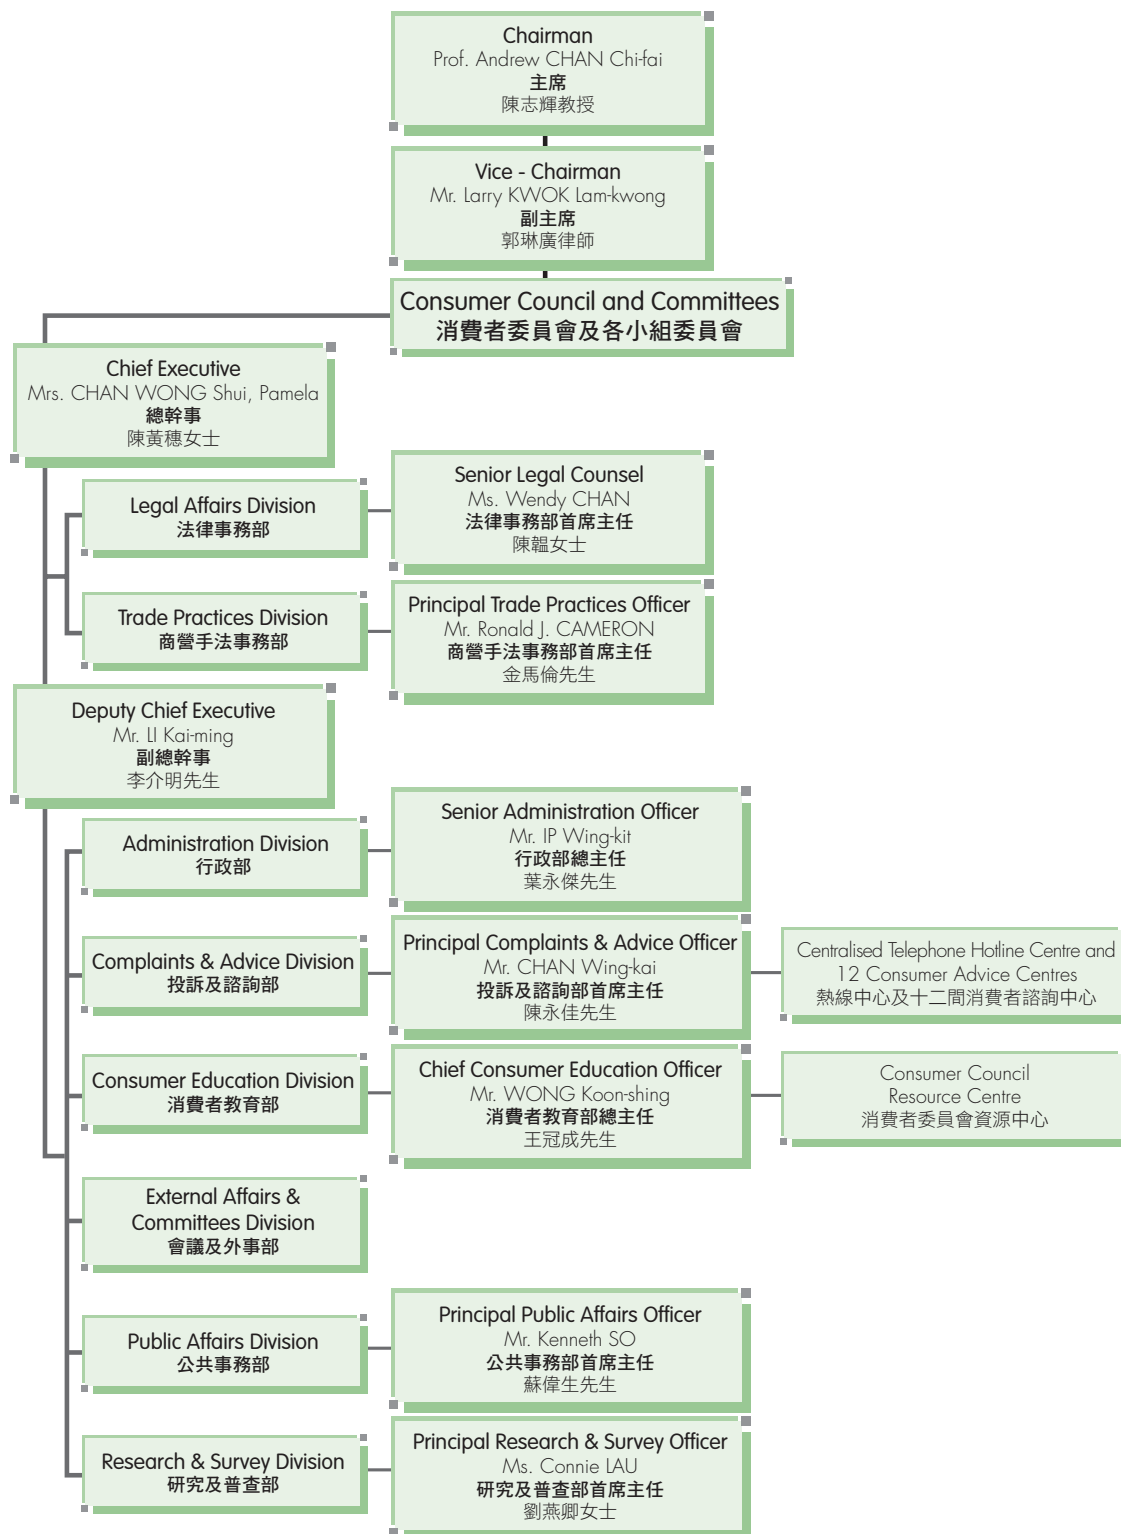 Chairman
Prof. Andrew CHAN Chi-fai
主席
陳志輝教授
Vice - Chairman
Mr. Larry KWOK Lam-kwong
副主席
郭琳廣律師
Consumer Council and Committees
消費者委員會及各小組委員會
Chief Executive
Mrs. CHAN WONG Shui, Pamela
總幹事
陳黃穗女士
Legal Affairs Division
法律事務部
Senior Legal Counsel
Ms. Wendy CHAN
法律事務部首席主任
陳韞女士
Trade Practices Division
商營手法事務部
Principal Trade Practices Officer
Mr. Ronald J. CAMERON
商營手法事務部首席主任
金馬倫先生
Deputy Chief Executive
Mr. LI Kai-ming
副總幹事
李介明先生
Administration Division
行政部
Senior Administration Officer
Mr. IP Wing-kit
行政部總主任
葉永傑先生
Complaints & Advice Division
投訴及諮詢部
Principal Complaints & Advice Officer
Mr. CHAN Wing-kai
投訴及諮詢部首席主任
陳永佳先生
Centralised Telephone Hotline Centre and
12 Consumer Advice Centres
熱線中心及十二間消費者諮詢中心
Consumer Education Division
消費者教育部
Chief Consumer Education Officer
Mr. WONG Koon-shing
消費者教育部總主任
王冠成先生
Consumer Council
Resource Centre
消費者委員會資源中心
External Affairs &
Committees Division
會議及外事部
Public Affairs Division
公共事務部
Principal Public Affairs Officer
Mr. Kenneth SO
公共事務部首席主任
蘇偉生先生
Research & Survey Division
研究及普查部
Principal Research & Survey Officer
Ms. Connie LAU
研究及普查部首席主任
劉燕卿女士